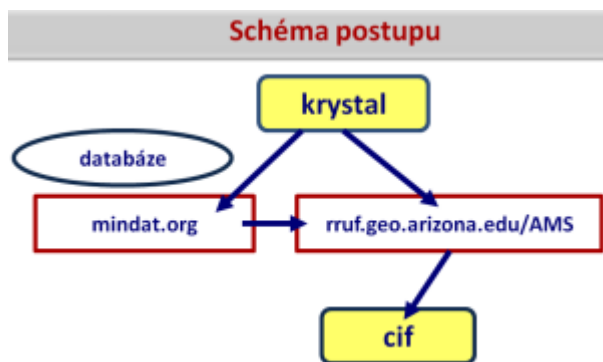 Schéma postupu
krystal
databáze
mindat.org
rruf.geo.arizona.edu/AMS
cif